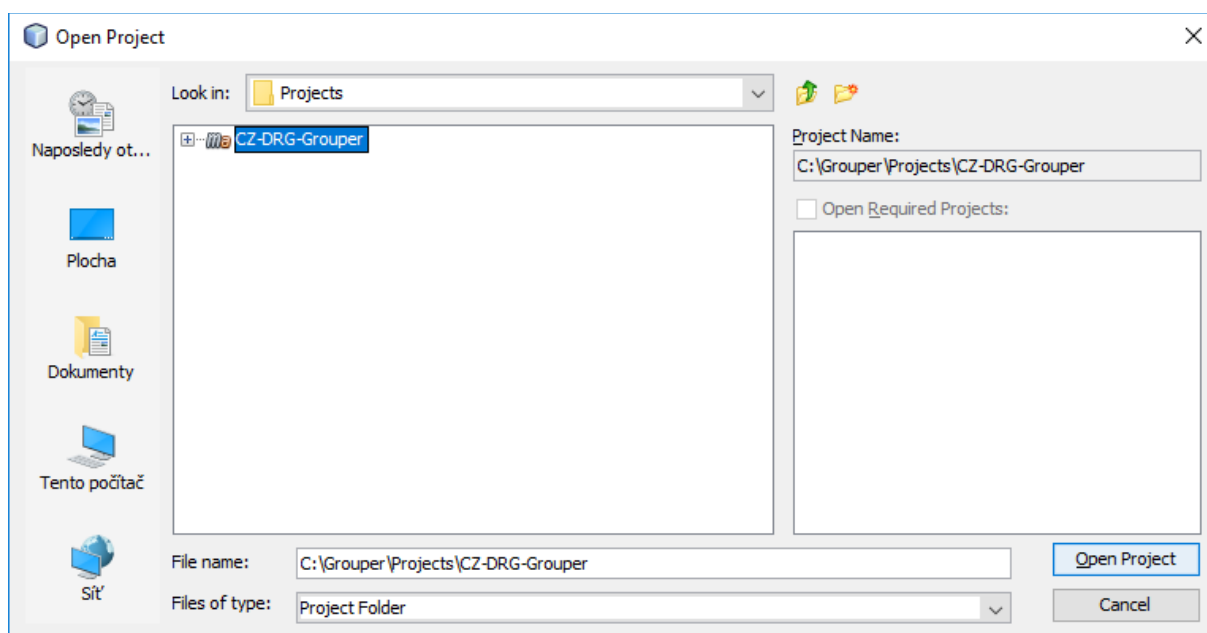 Open Project
Look in: Projects
Naposledy ot...
Plocha
Dokumenty
Tento počítač
Síť
CZ-DRG-Grouper
Project Name:
C:\Grouper\Projects\CZ-DRG-Grouper
Open Required Projects:
File name: C:\Grouper\Projects\CZ-DRG-Grouper
Files of type: Project Folder
Open Project
Cancel